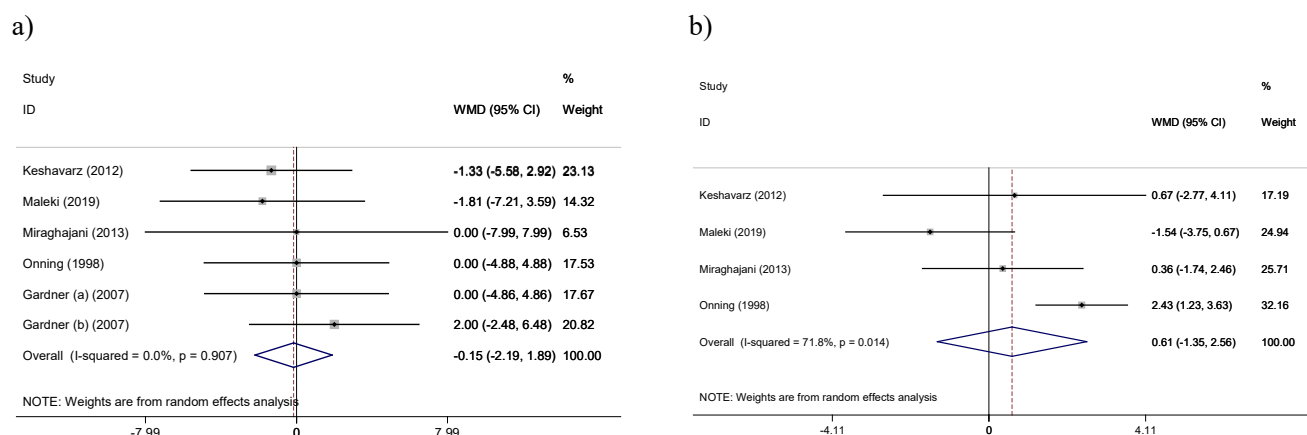 a)
Study %
ID WMD (95% CI) Weight
Keshavarz (2012) -1.33 (-5.58, 2.92) 23.13
Maleki (2019) -1.81 (-7.21, 3.59) 14.32
Miraghajani (2013) 0.00 (-7.99, 7.99) 6.53
Onning (1998) 0.00 (-4.88, 4.88) 17.53
Gardner (a) (2007) 0.00 (-4.86, 4.86) 17.67
Gardner (b) (2007) 2.00 (-2.48, 6.48) 20.82
Overall (I-squared = 0.0%, p = 0.907) -0.15 (-2.19, 1.89) 100.00
NOTE: Weights are from random effects analysis
-7.99 0 7.99
b)
Study %
ID WMD (95% CI) Weight
Keshavarz (2012) 0.67 (-2.77, 4.11) 17.19
Maleki (2019) -1.54 (-3.75, 0.67) 24.94
Miraghajani (2013) 0.36 (-1.74, 2.46) 25.71
Onning (1998) 2.43 (1.23, 3.63) 32.16
Overall (I-squared = 71.8%, p = 0.014) 0.61 (-1.35, 2.56) 100.00
NOTE: Weights are from random effects analysis
-4.11 0 4.11